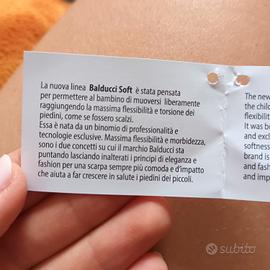 La nuova linea Balducci Soft è stata pensata
per permettere al bambino di muoversi liberamente
raggiungendo la massima flessibilità e torsione dei
piedini, come se fossero scalzi.
Essa è nata da un binomio di professionalità e
tecnologie esclusive. Massima flessibilità e morbidezza,
sono i due concetti su cui il marchio Balducci sta
puntando lasciando inalterati i principi di eleganza e
fashion per una scarpa sempre più comoda e d'impatto
che aiuta a far crescere in salute i piedini dei piccoli.
The new
the child
flexibility
It was b
and excl
softness
brand is
and fash
and imp
subito